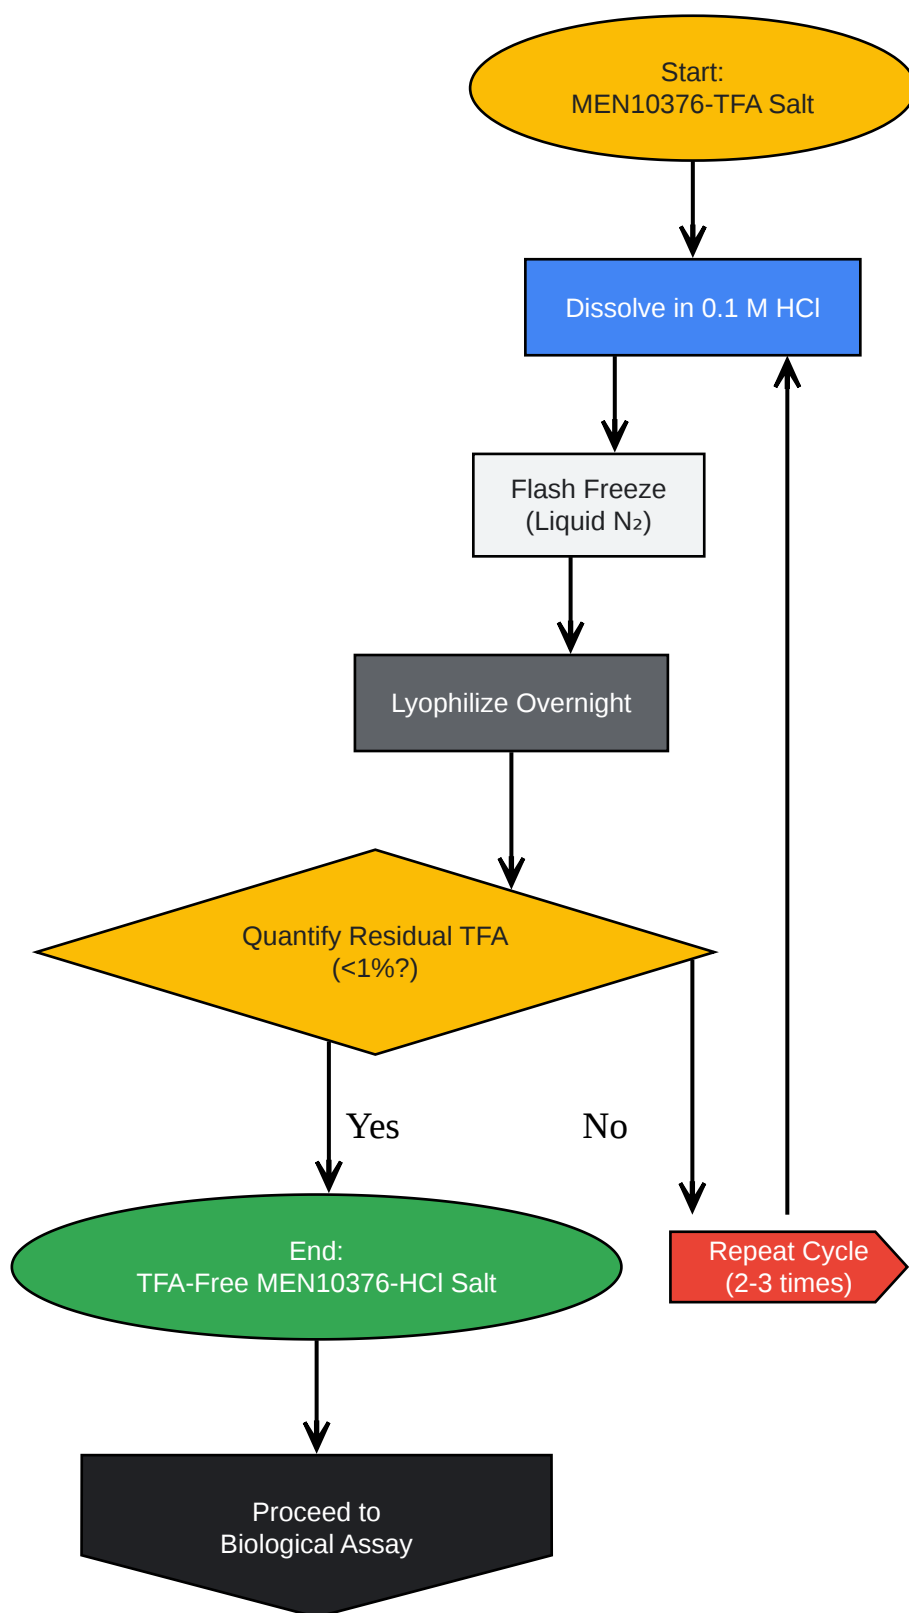 Start:
MEN10376-TFA Salt
Dissolve in 0.1 M HCl
Flash Freeze
(Liquid N₂)
Lyophilize Overnight
Quantify Residual TFA
(<1%?)
Yes
No
End:
TFA-Free MEN10376-HCl Salt
Repeat Cycle
(2-3 times)
Proceed to
Biological Assay